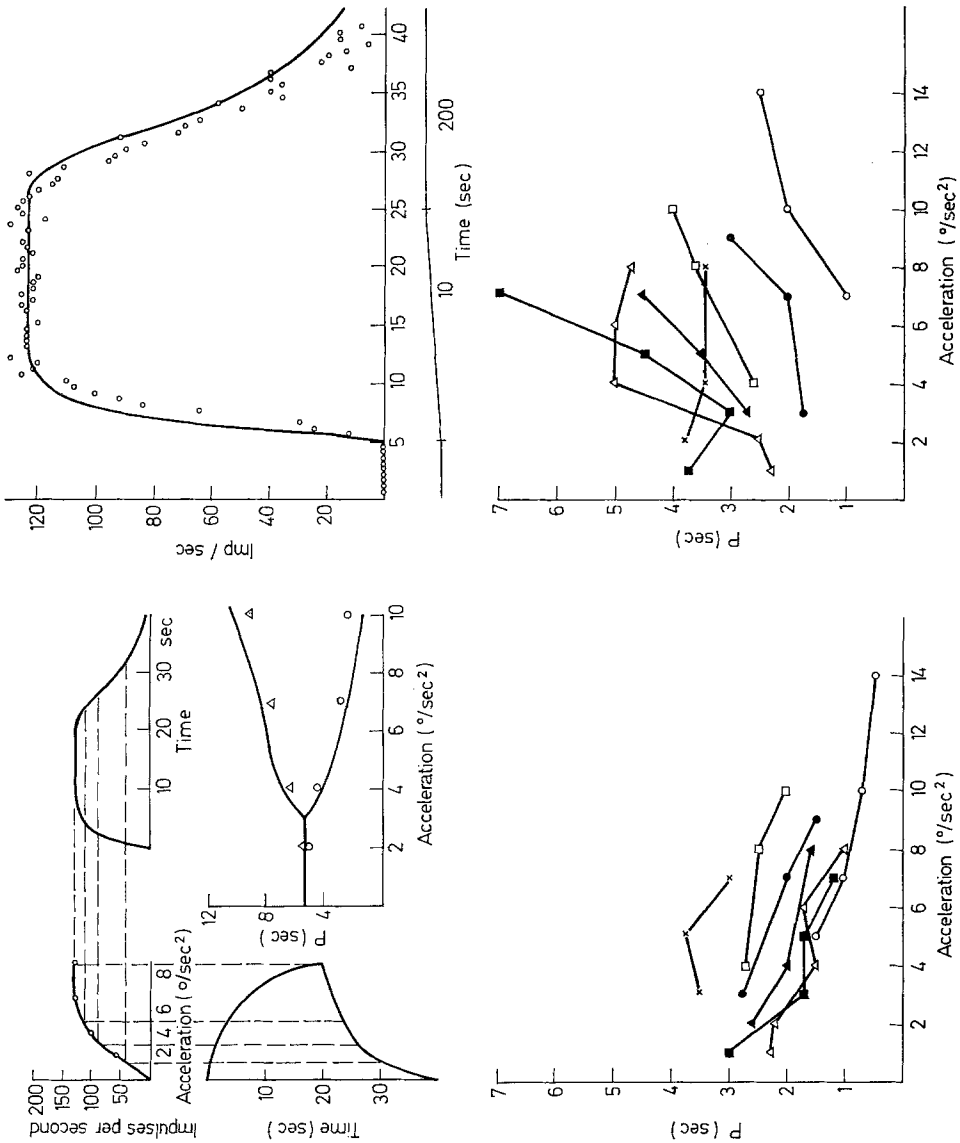 200
150
100
50
Impulses per second
2 4 6 8
Acceleration (°/sec²)
10 20 30 sec
Time
10
20
30
Time (sec)
12
8
4
τ (sec)
2 4 6 8 10
Acceleration (°/sec²)
120
100
80
60
40
20
Imp / sec
5 10 15 20 25 30 35 40
10 200
Time (sec)
7
6
5
4
3
2
1
τ (sec)
2 4 6 8 10 12 14
Acceleration (°/sec²)
7
6
5
4
3
2
1
τ (sec)
2 4 6 8 10 12 14
Acceleration (°/sec²)